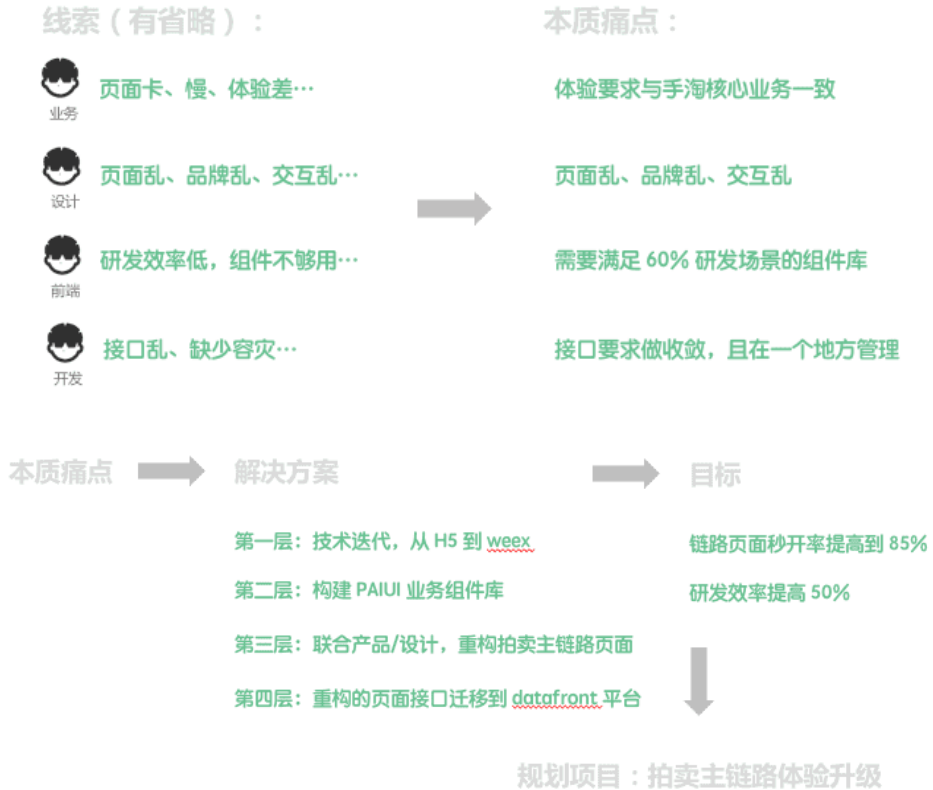 线索（有省略）：
本质痛点：
页面卡、慢、体验差…
体验要求与手淘核心业务一致
业务
页面乱、品牌乱、交互乱…
页面乱、品牌乱、交互乱
设计
研发效率低，组件不够用…
需要满足 60% 研发场景的组件库
前端
接口乱、缺少容灾…
接口要求做收敛，且在一个地方管理
开发
本质痛点
解决方案
目标
第一层：技术迭代，从 H5 到 weex
链路页面秒开率提高到 85%
第二层：构建 PAIUI 业务组件库
研发效率提高 50%
第三层：联合产品/设计，重构拍卖主链路页面
第四层：重构的页面接口迁移到 datafront 平台
规划项目：拍卖主链路体验升级